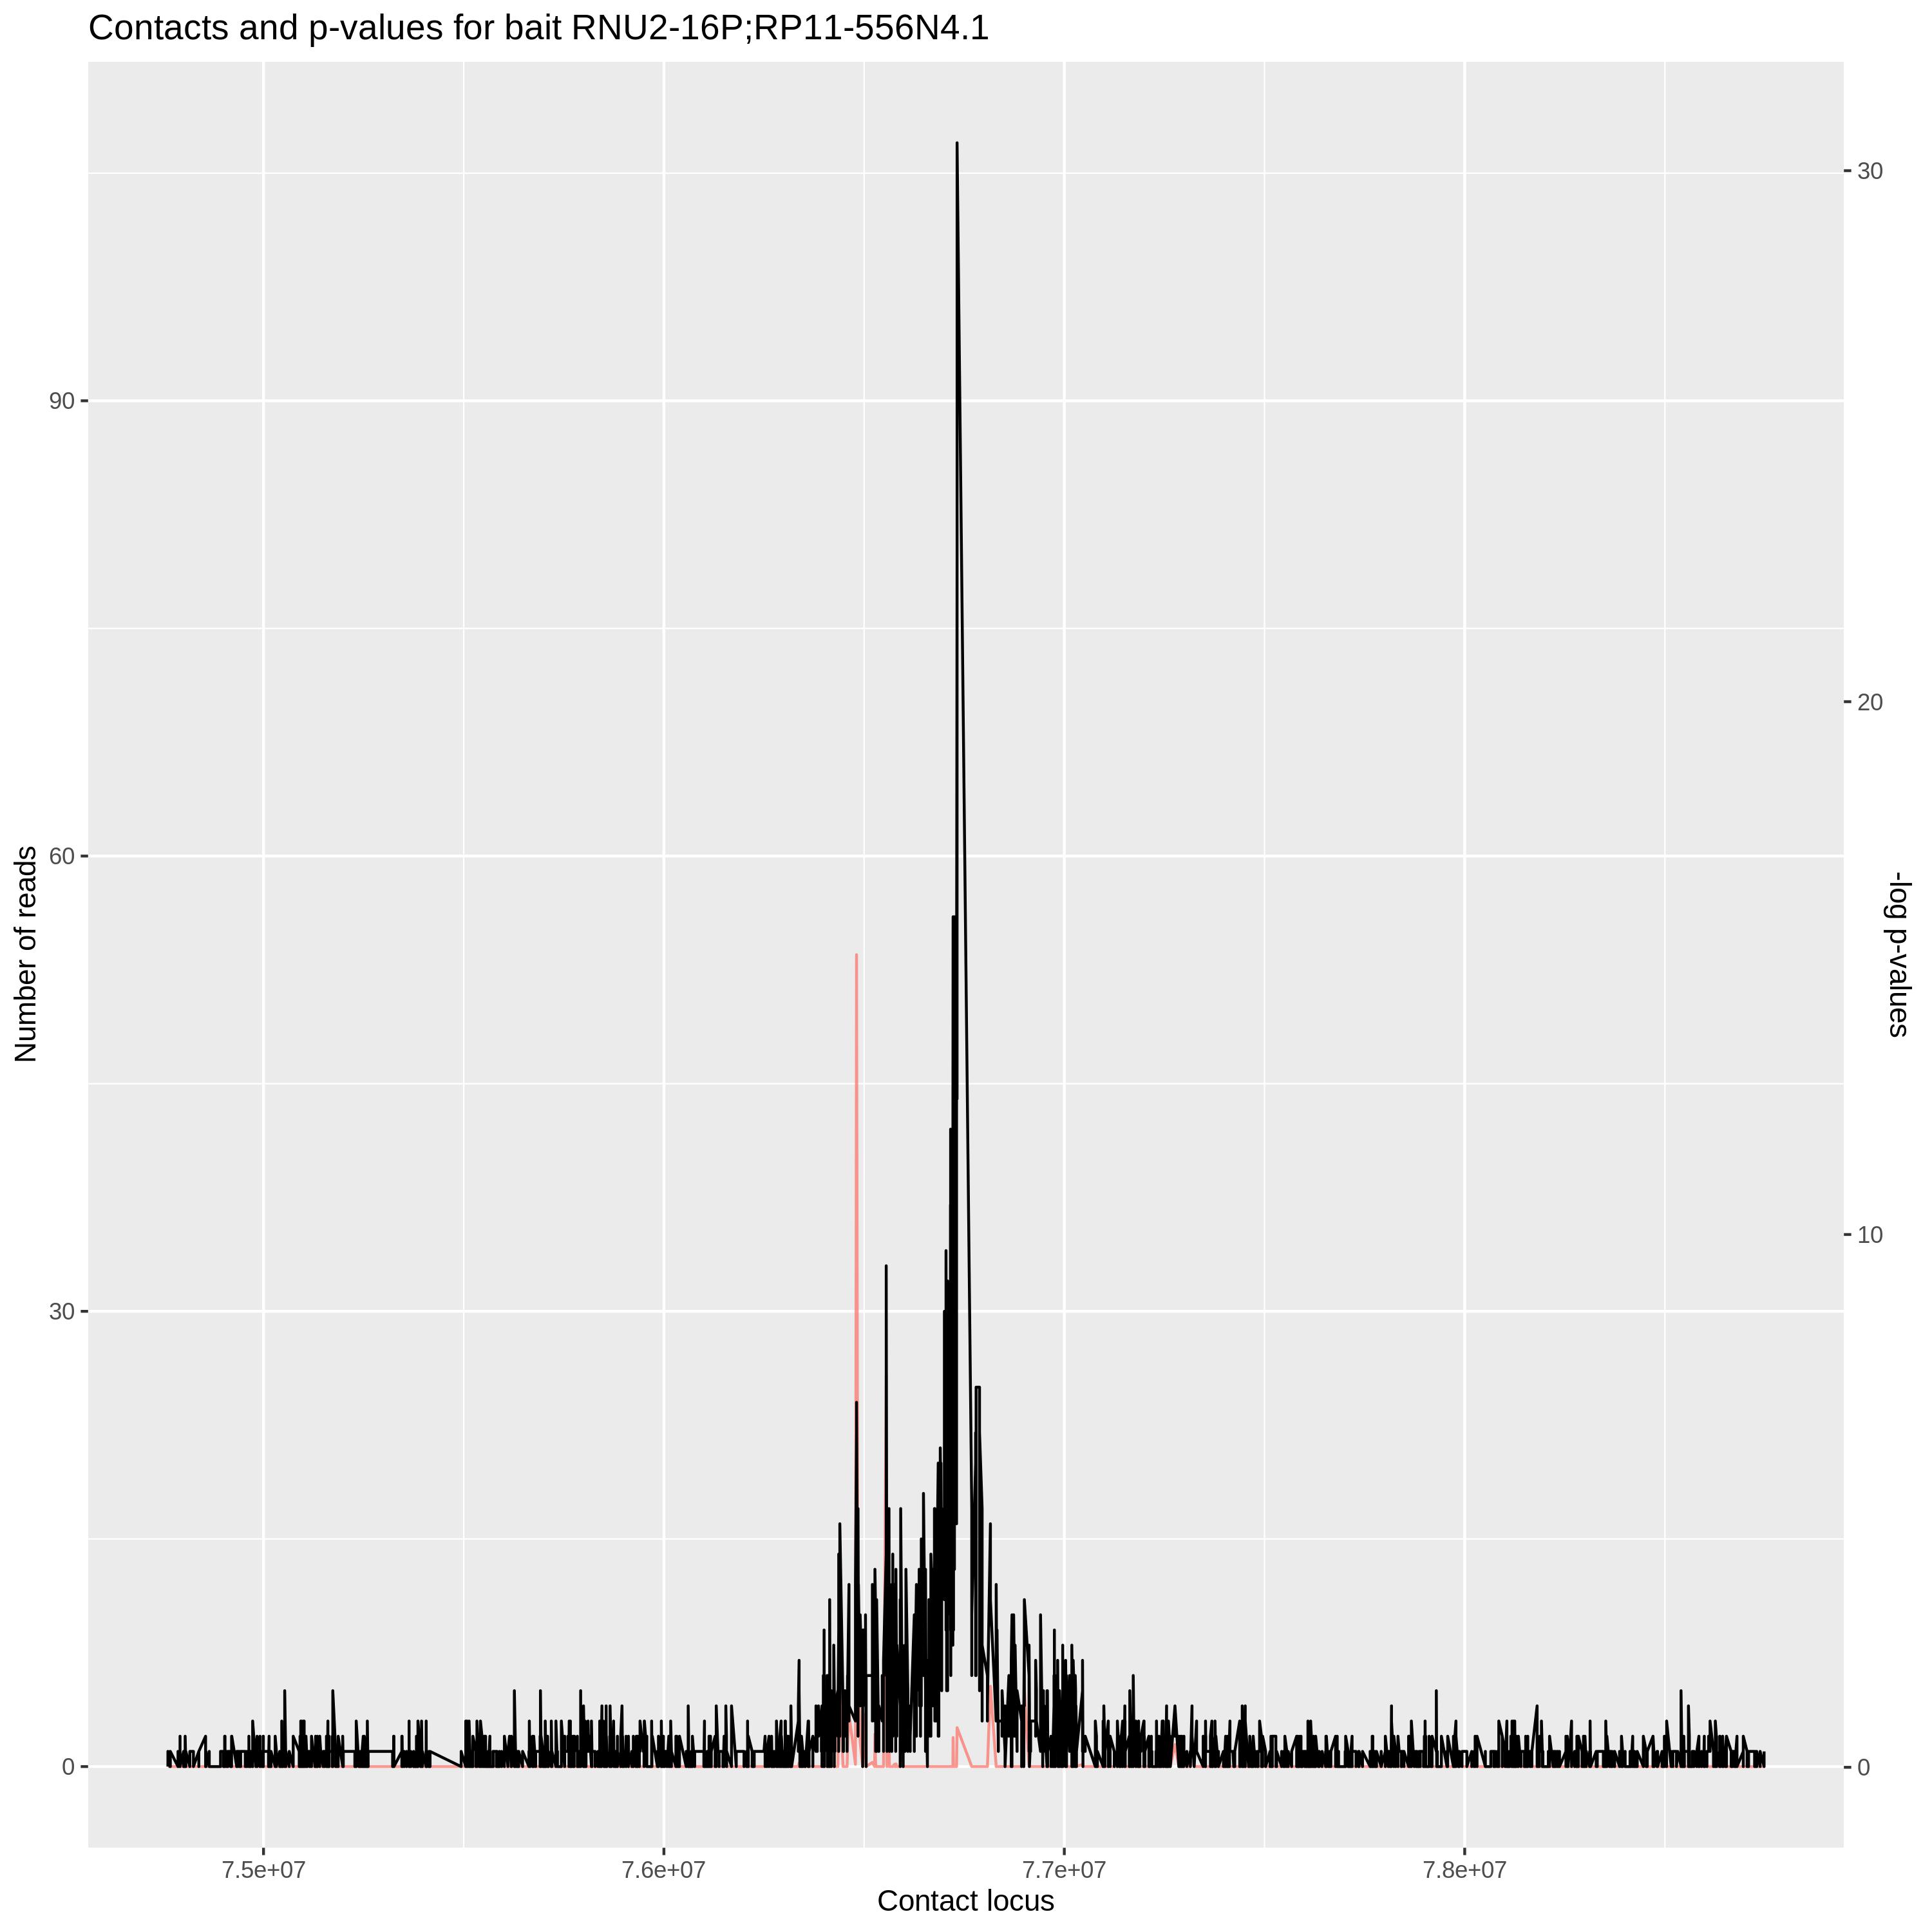 Contacts and p-values for bait RNU2-16P;RP11-556N4.1
Number of reads
90
60
30
0
30
20
10
0
-log p-values
7.5e+07 7.6e+07 7.7e+07 7.8e+07
Contact locus